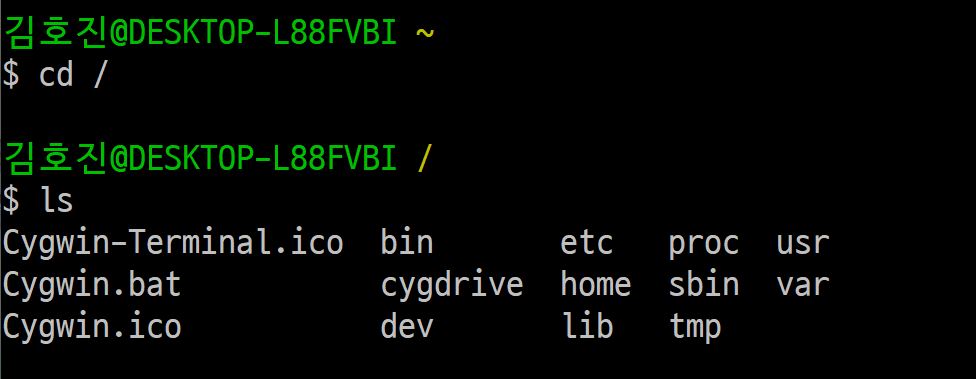 김호진@DESKTOP-L88FVBI ~
$ cd /
김호진@DESKTOP-L88FVBI /
$ ls
Cygwin-Terminal.ico  bin       etc   proc  usr
Cygwin.bat           cygdrive  home  sbin  var
Cygwin.ico           dev       lib   tmp